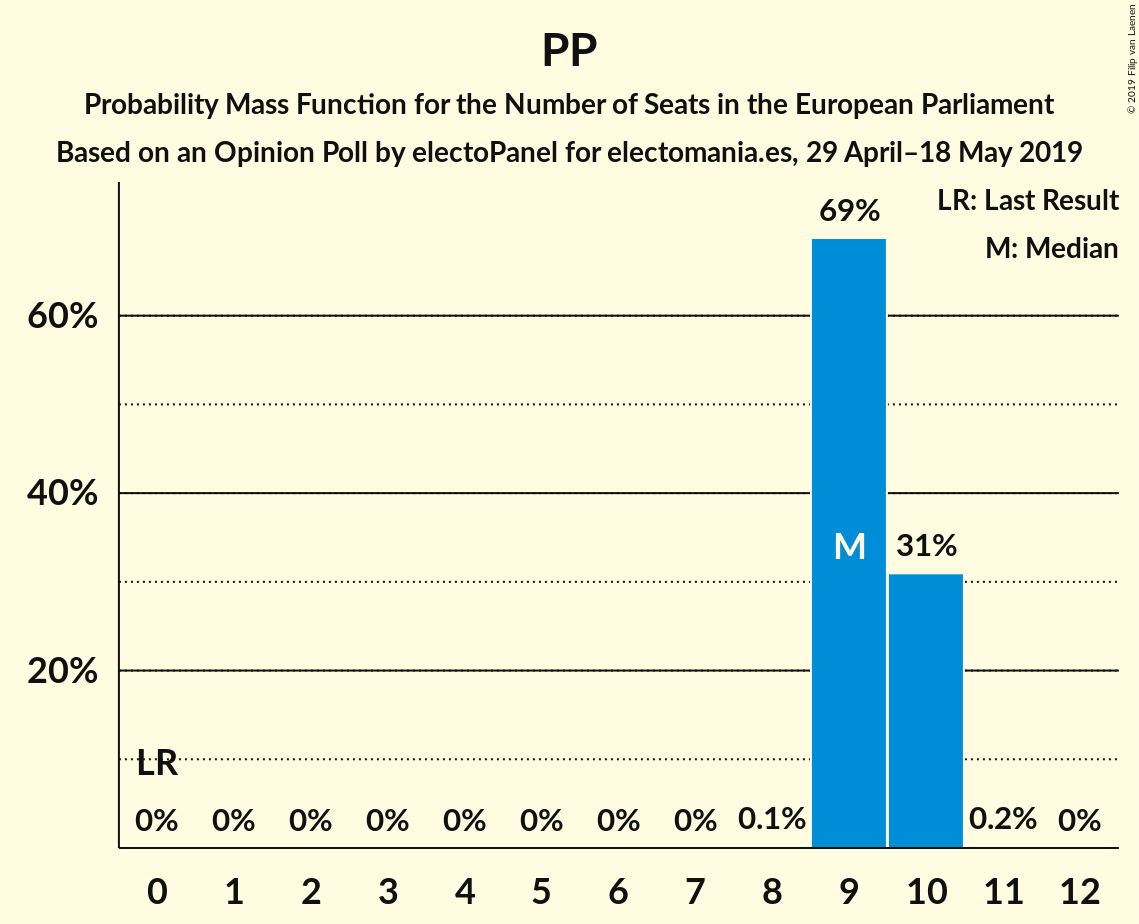 PP
Probability Mass Function for the Number of Seats in the European Parliament
Based on an Opinion Poll by electoPanel for electomania.es, 29 April–18 May 2019
© 2019 Filip van Laenen
LR: Last Result
M: Median
69%
60%
40%
M
31%
20%
LR
0% 0% 0% 0% 0% 0% 0% 0% 0.1% 0.2% 0%
0 1 2 3 4 5 6 7 8 9 10 11 12